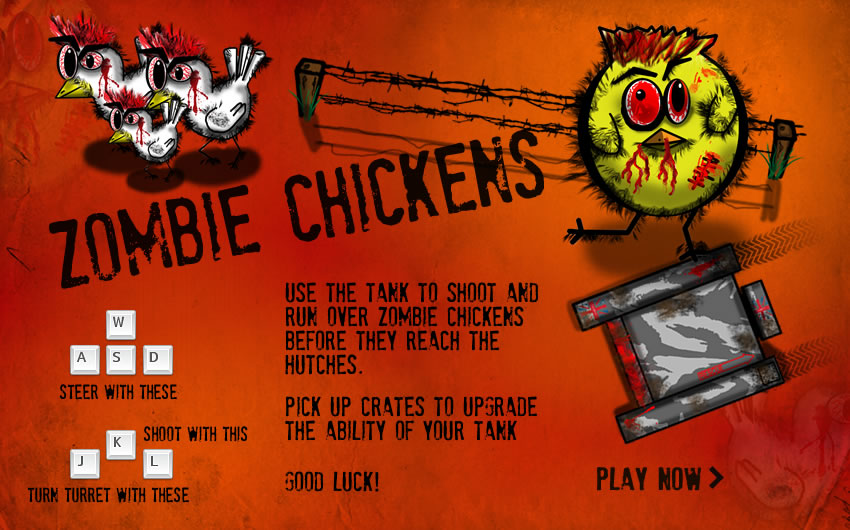 ZOMBIE CHICKENS
W
A S D
STEER WITH THESE
K SHOOT WITH THIS
J L
TURN TURRET WITH THESE
USE THE TANK TO SHOOT AND
RUN OVER ZOMBIE CHICKENS
BEFORE THEY REACH THE
HUTCHES.
PICK UP CRATES TO UPGRADE
THE ABILITY OF YOUR TANK
GOOD LUCK!
PLAY NOW >